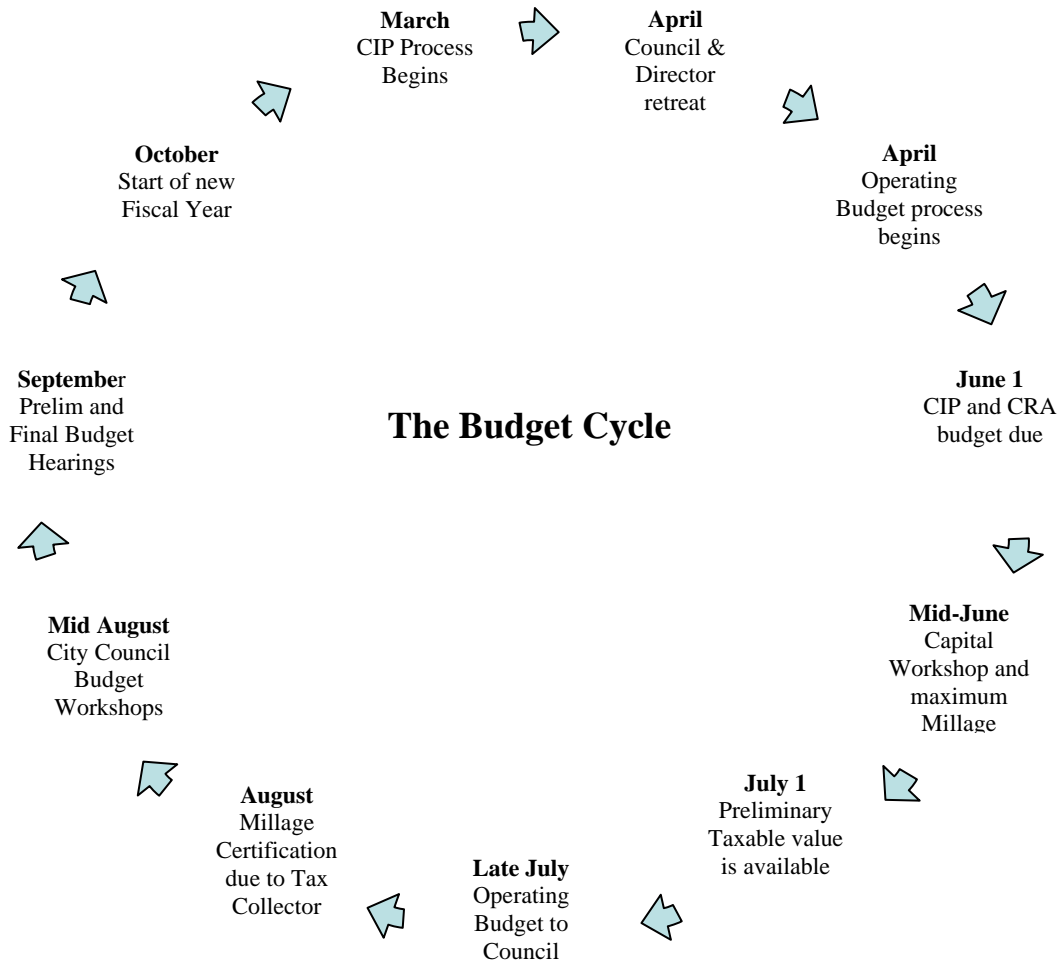 March
CIP Process
Begins
April
Council &
Director
retreat
April
Operating
Budget process
begins
June 1
CIP and CRA
budget due
Mid-June
Capital
Workshop and
maximum
Millage
July 1
Preliminary
Taxable value
is available
Late July
Operating
Budget to
Council
August
Millage
Certification
due to Tax
Collector
Mid August
City Council
Budget
Workshops
September
Prelim and
Final Budget
Hearings
October
Start of new
Fiscal Year
The Budget Cycle